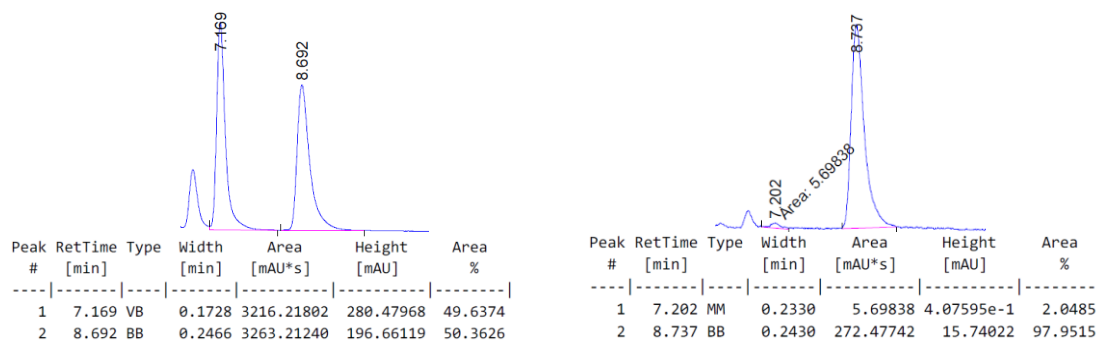 7.169
8.692
Peak RetTime Type Width Area Height Area
# [min] [min] [mAU*s] [mAU] %
----|-------|----|-------|----------|----------|--------|
1 7.169 VB 0.1728 3216.21802 280.47968 49.6374
2 8.692 BB 0.2466 3263.21240 196.66119 50.3626
7.202
Area: 5.69838
8.737
Peak RetTime Type Width Area Height Area
# [min] [min] [mAU*s] [mAU] %
----|-------|----|-------|----------|----------|--------
1 7.202 MM 0.2330 5.69838 4.07595e-1 2.0485
2 8.737 BB 0.2430 272.47742 15.74022 97.9515